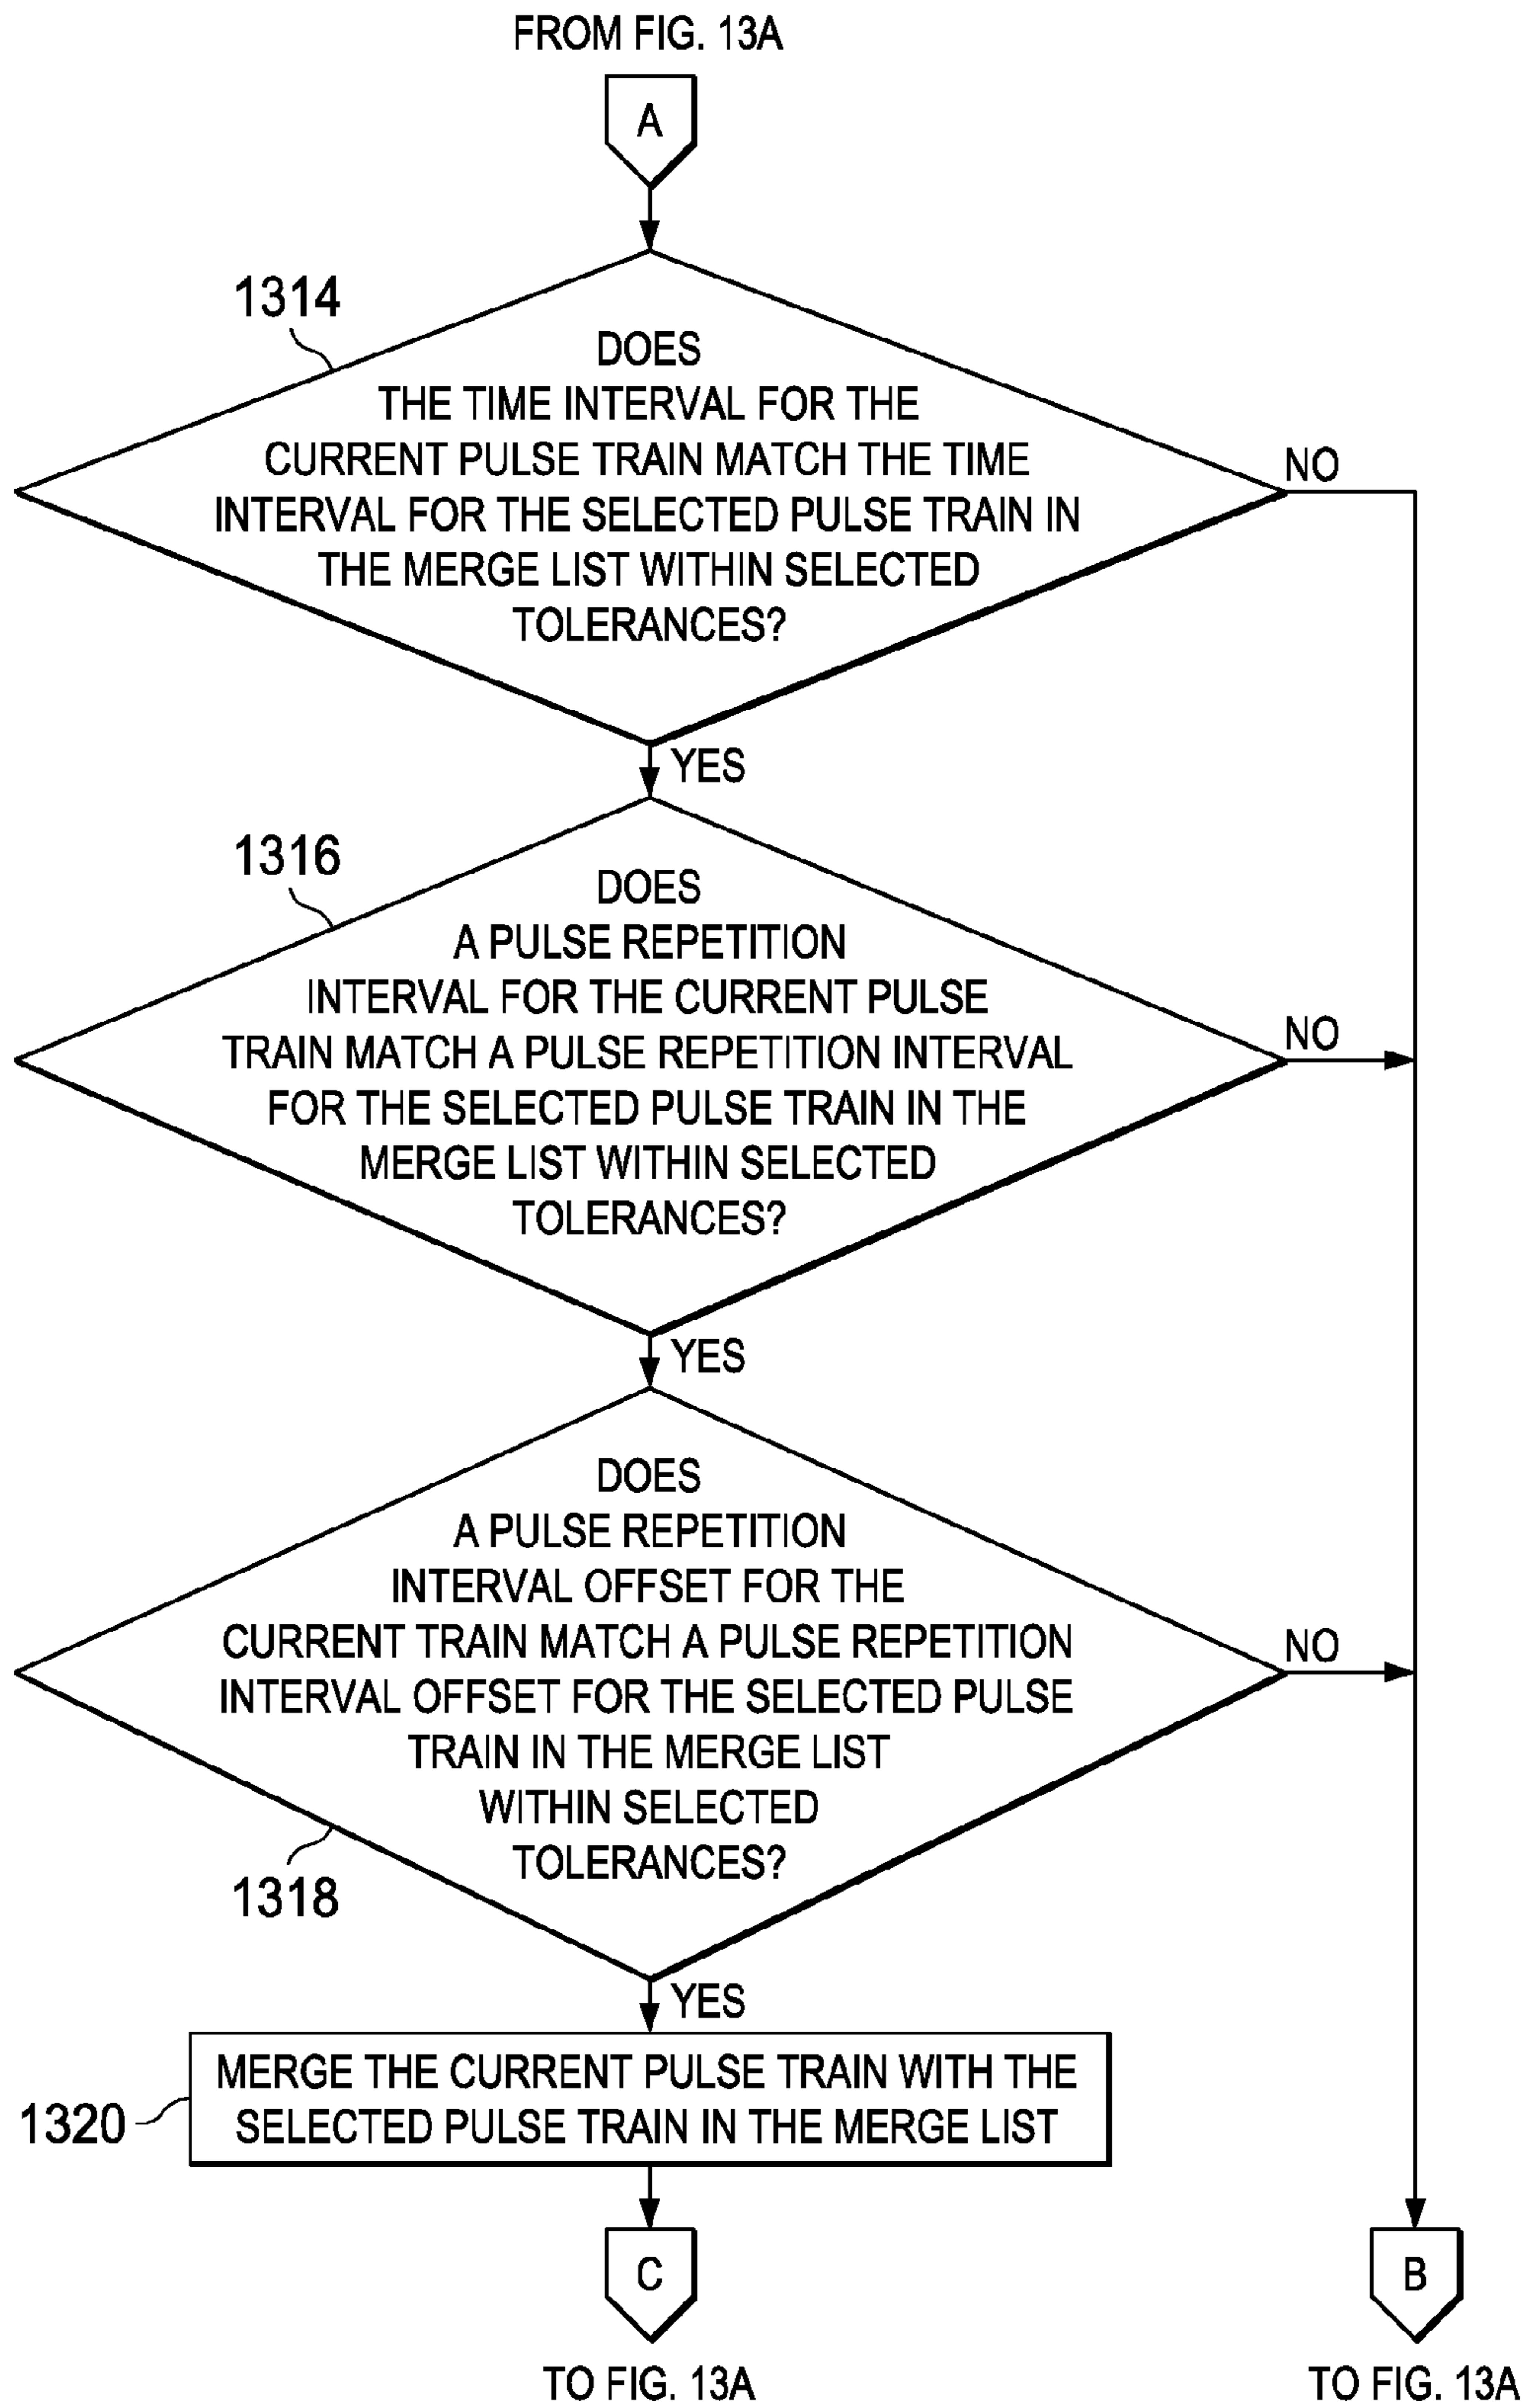 FROM FIG. 13A
A
1314
DOES
THE TIME INTERVAL FOR THE
CURRENT PULSE TRAIN MATCH THE TIME
INTERVAL FOR THE SELECTED PULSE TRAIN IN
THE MERGE LIST WITHIN SELECTED
TOLERANCES?
NO
YES
1316
DOES
A PULSE REPETITION
INTERVAL FOR THE CURRENT PULSE
TRAIN MATCH A PULSE REPETITION INTERVAL
FOR THE SELECTED PULSE TRAIN IN THE
MERGE LIST WITHIN SELECTED
TOLERANCES?
NO
YES
DOES
A PULSE REPETITION
INTERVAL OFFSET FOR THE
CURRENT TRAIN MATCH A PULSE REPETITION
INTERVAL OFFSET FOR THE SELECTED PULSE
TRAIN IN THE MERGE LIST
WITHIN SELECTED
TOLERANCES?
NO
1318
YES
MERGE THE CURRENT PULSE TRAIN WITH THE
SELECTED PULSE TRAIN IN THE MERGE LIST
1320
C
B
TO FIG. 13A
TO FIG. 13A